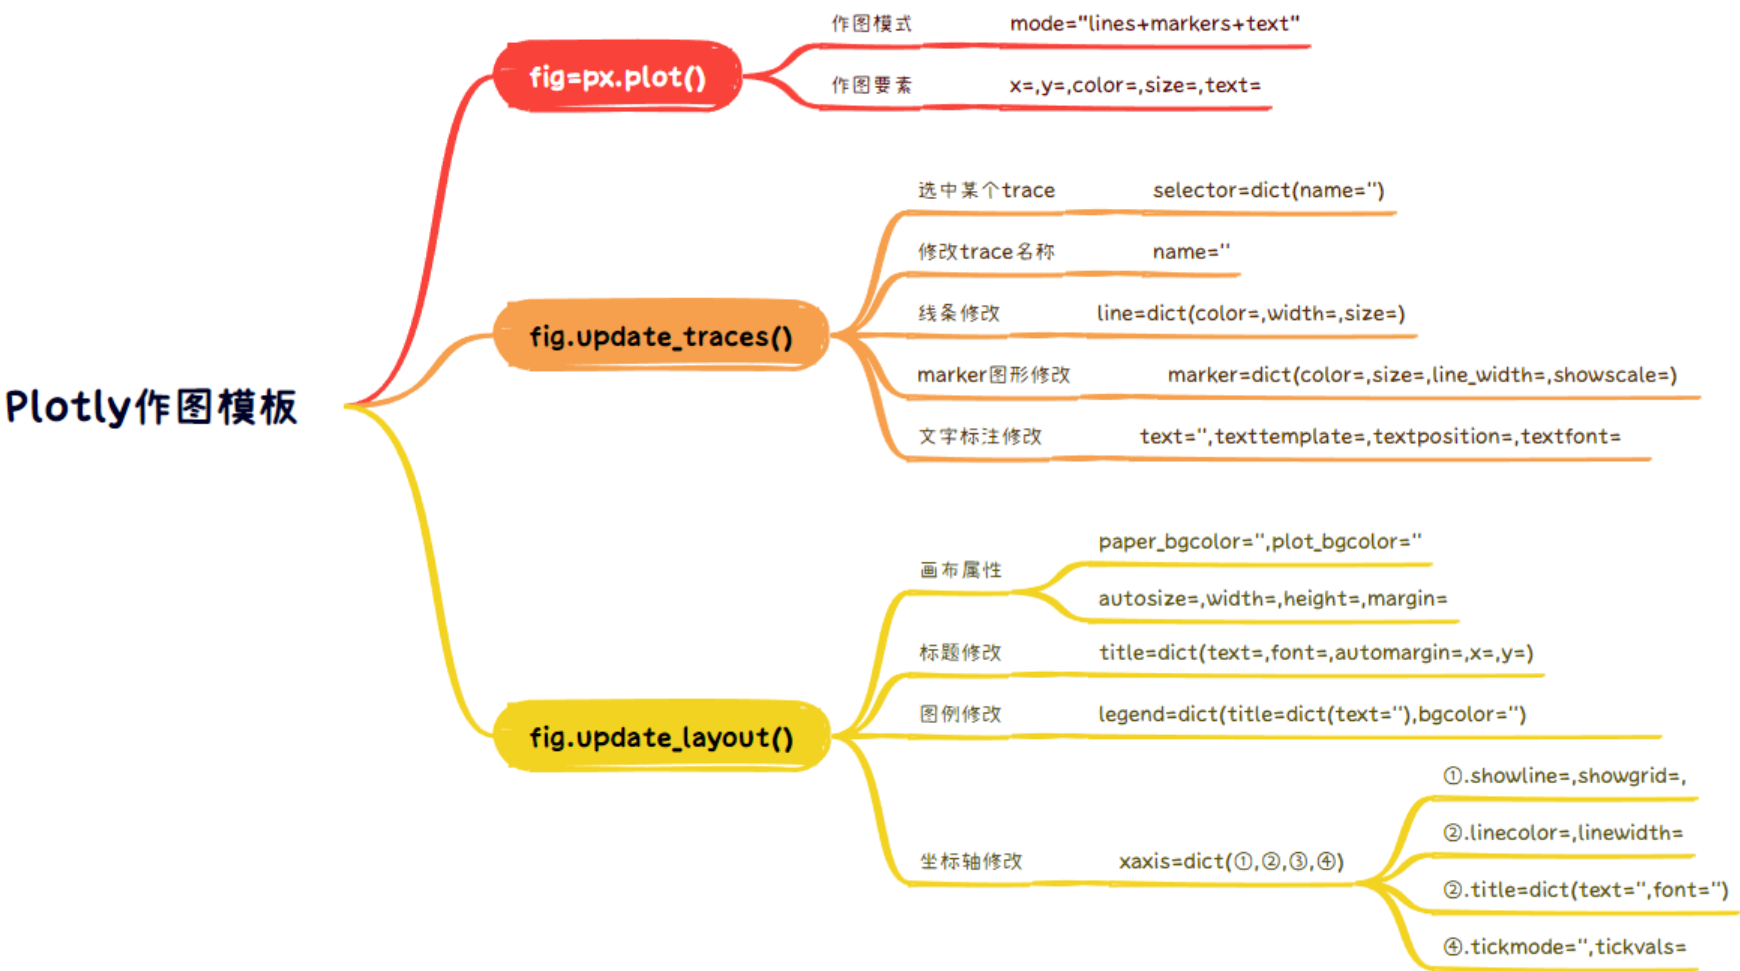 Plotly作图模板
fig=px.plot()
作图模式
mode="lines+markers+text"
作图要素
x=,y=,color=,size=,text=
fig.update_traces()
选中某个trace
selector=dict(name='')
修改trace名称
name=''
线条修改
line=dict(color=,width=,size=)
marker图形修改
marker=dict(color=,size=,line_width=,showscale=)
文字标注修改
text='',texttemplate=,textposition=,textfont=
fig.update_layout()
画布属性
paper_bgcolor='',plot_bgcolor=''
autosize=,width=,height=,margin=
标题修改
title=dict(text=,font=,automargin=,x=,y=)
图例修改
legend=dict(title=dict(text=''),bgcolor='')
坐标轴修改
xaxis=dict(①,②,③,④)
①.showline=,showgrid=,
②.linecolor=,linewidth=
②.title=dict(text='',font='')
④.tickmode='',tickvals=